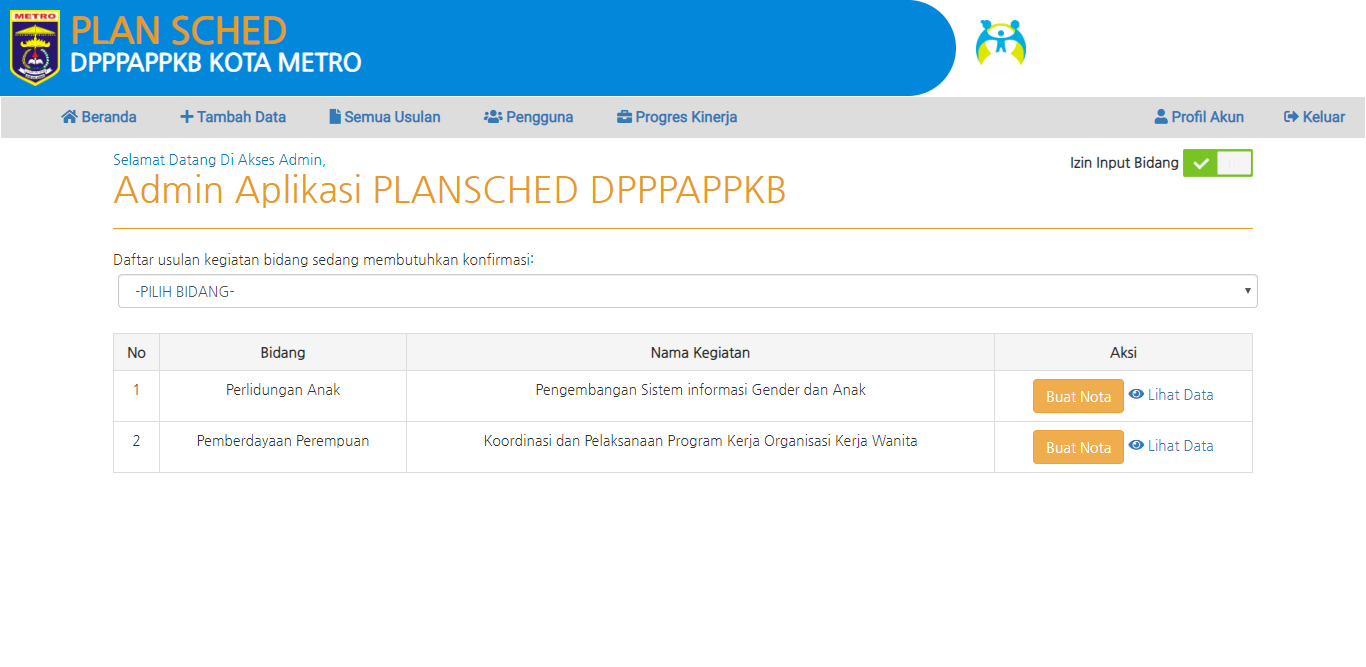 METRO
PLAN SCHED
DPPPAPPKB KOTA METRO
Beranda Tambah Data Semua Usulan Pengguna Progres Kinerja Profil Akun Keluar
Selamat Datang Di Akses Admin,
Izin Input Bidang
Admin Aplikasi PLANSCHED DPPPAPPKB
Daftar usulan kegiatan bidang sedang membutuhkan konfirmasi:
-PILIH BIDANG-
No Bidang Nama Kegiatan Aksi
1 Perlidungan Anak Pengembangan Sistem informasi Gender dan Anak Buat Nota Lihat Data
2 Pemberdayaan Perempuan Koordinasi dan Pelaksanaan Program Kerja Organisasi Kerja Wanita Buat Nota Lihat Data